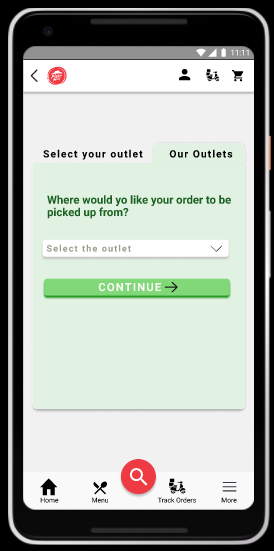 11:11
Select your outlet
Our Outlets
Where would yo like your order to be
picked up from?
Select the outlet
CONTINUE
Home
Menu
Track Orders
More